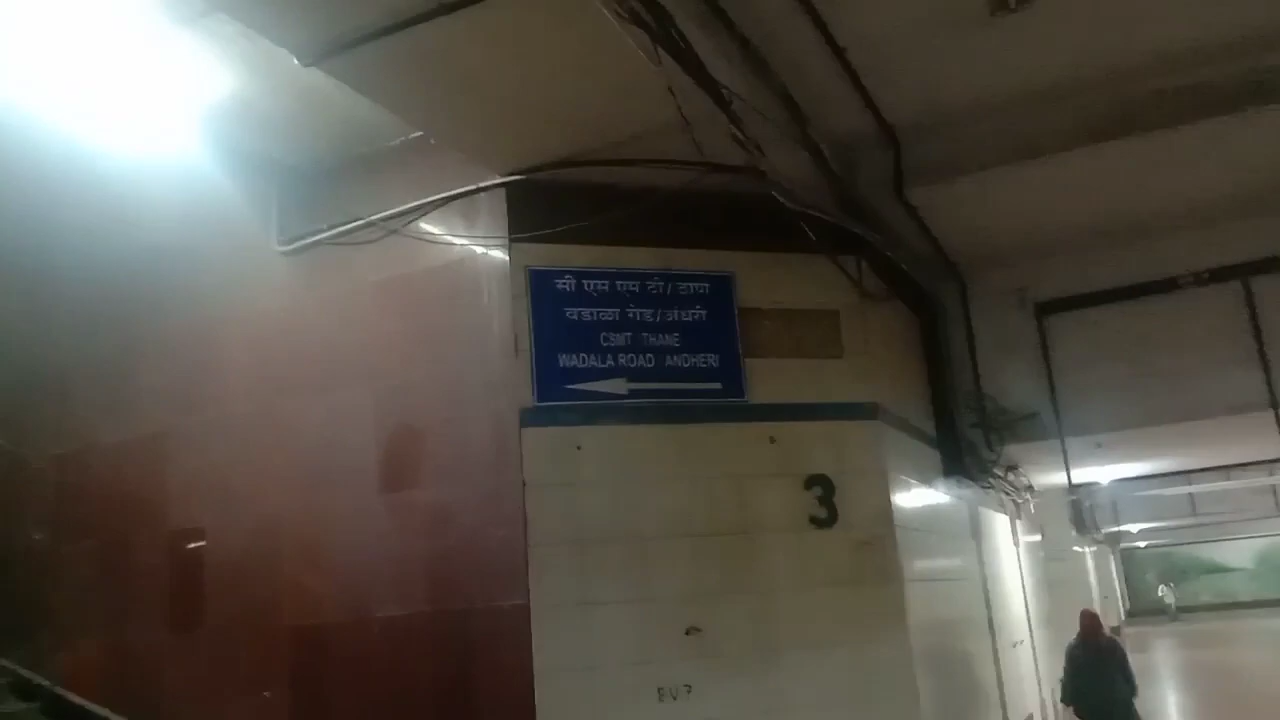 सी एस एम टी/ठाणे
वडाळा रोड/अंधेरी
CSMT THANE
WADALA ROAD ANDHERI
3